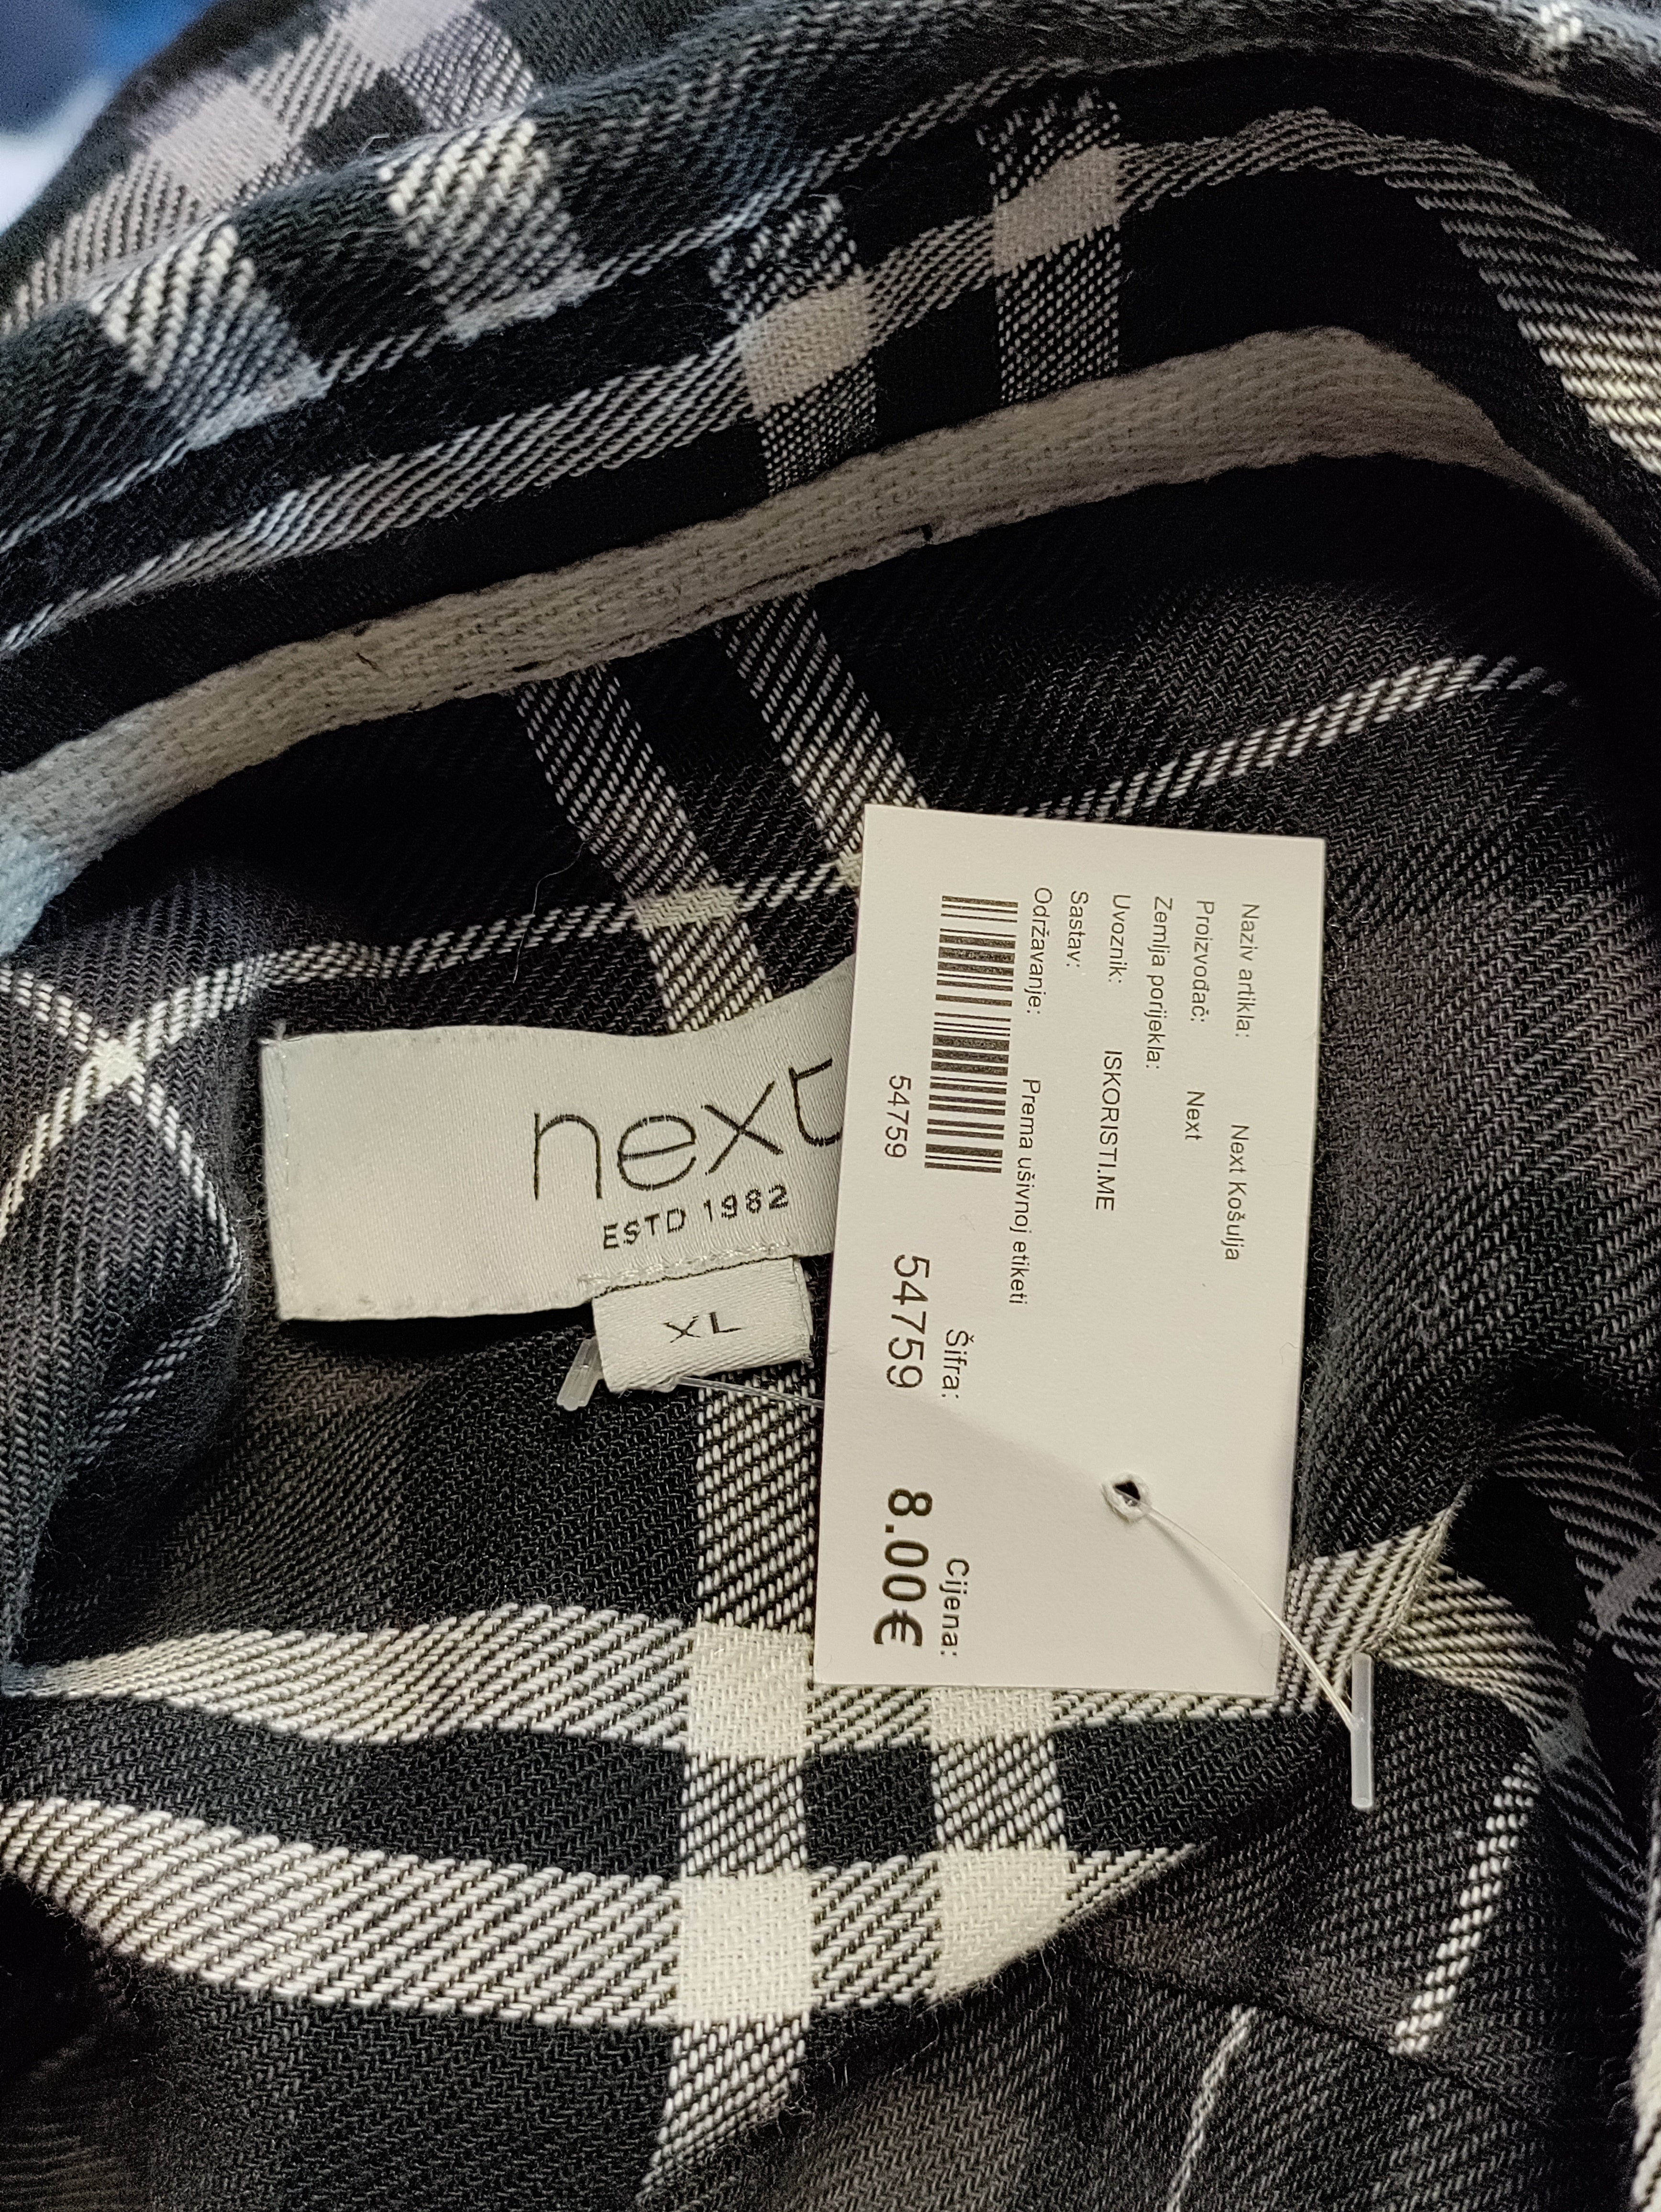 next
ESTD 1982
XL
Naziv artikla: Next Košulja
Proizvođač: Next
Zemlja porijekla:
Uvoznik: ISKORISTI.ME
Sastav:
Održavanje: Prema ušivnoj etiketi
54759
Šifra:
54759
Cijena:
8.00€